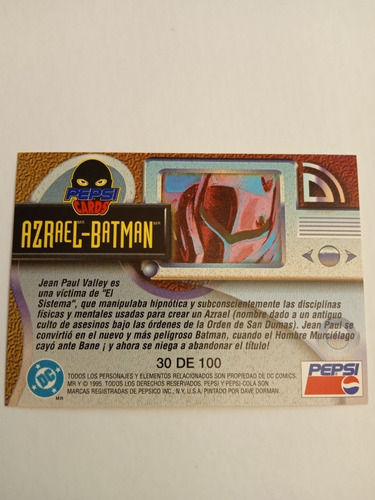 PEPSI
CARDS
AZRAEL-BATMAN
Jean Paul Valley es
una víctima de "El
Sistema", que manipulaba hipnótica y subconscientemente las disciplinas
físicas y mentales usadas para crear un Azrael (nombre dado a un antiguo
culto de asesinos bajo las órdenes de la Orden de San Dumas). Jean Paul se
convirtió en el nuevo y más peligroso Batman, cuando el Hombre Murciélago
cayó ante Bane ¡ y ahora se niega a abandonar el título!
30 DE 100
TODOS LOS PERSONAJES Y ELEMENTOS RELACIONADOS SON PROPIEDAD DE DC COMICS.
MR Y © 1995. TODOS LOS DERECHOS RESERVADOS. PEPSI Y PEPSI-COLA SON
MARCAS REGISTRADAS DE PEPSICO INC., N.Y. U.S.A. PINTADO POR DAVE DORMAN.
DC
MR
PEPSI